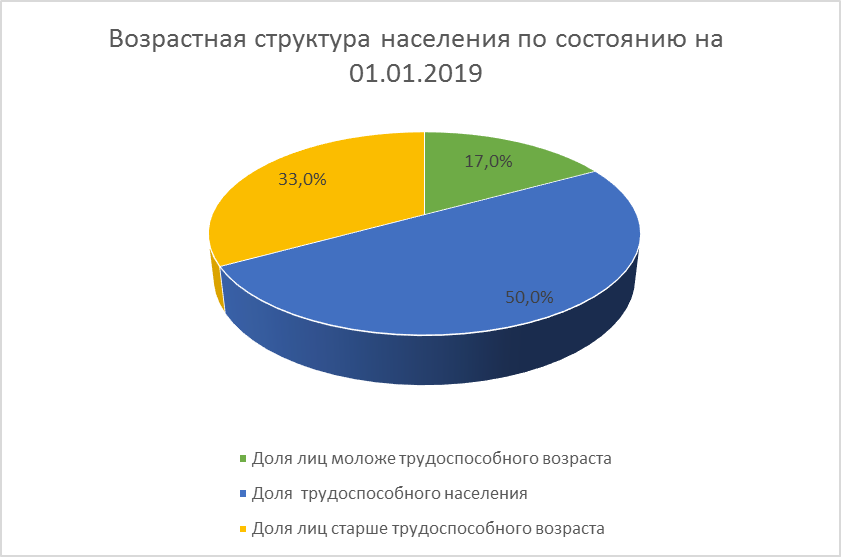 Возрастная структура населения по состоянию на
01.01.2019
17,0%
33,0%
50,0%
Доля лиц моложе трудоспособного возраста
Доля  трудоспособного населения
Доля лиц старше трудоспособного возраста